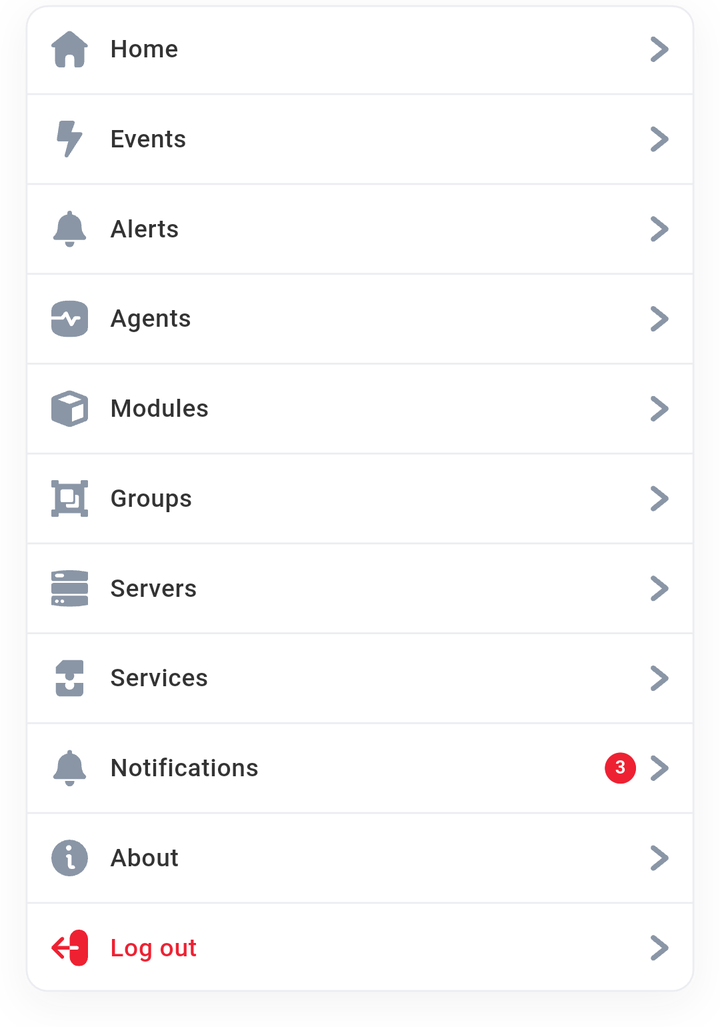 Home
Events
Alerts
Agents
Modules
Groups
Servers
Services
Notifications 3
About
Log out